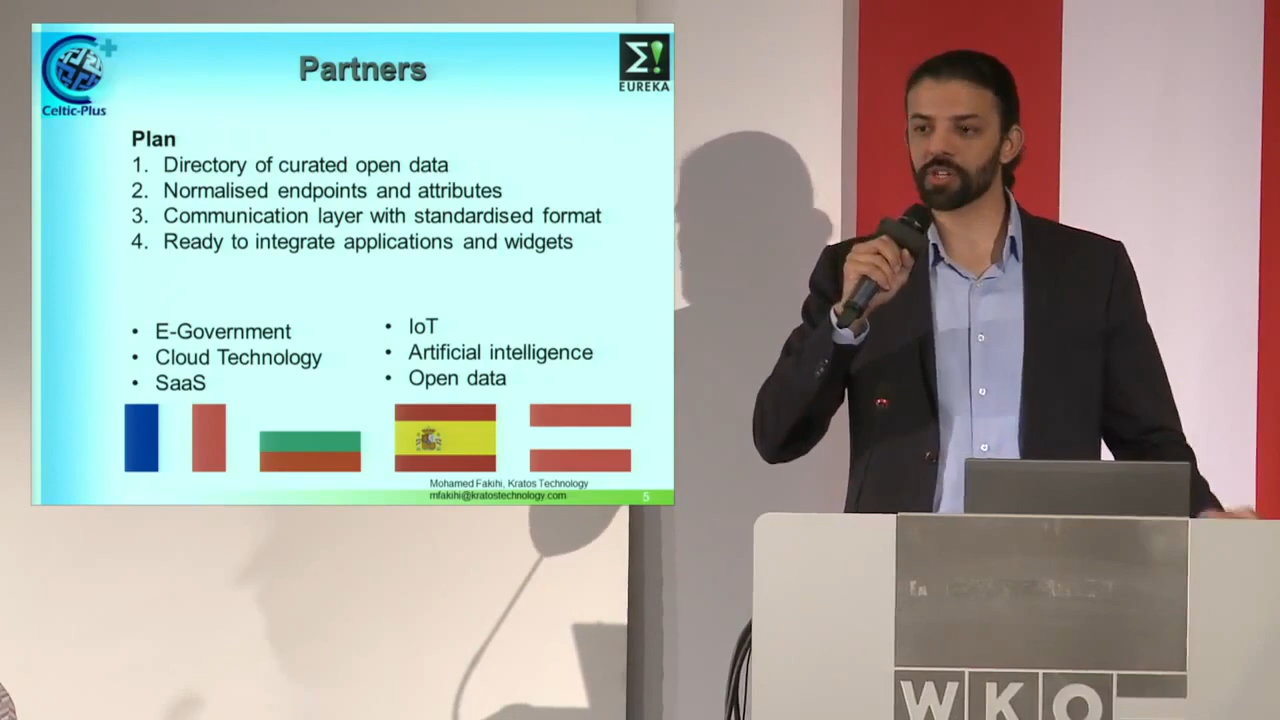 Celtic-Plus
Partners
Σ!
EUREKA
Plan
1. Directory of curated open data
2. Normalised endpoints and attributes
3. Communication layer with standardised format
4. Ready to integrate applications and widgets
• E-Government
• Cloud Technology
• SaaS
• IoT
• Artificial intelligence
• Open data
Mohamed Fakihi, Kratos Technology
mfakihi@kratostechnology.com
5
WKO